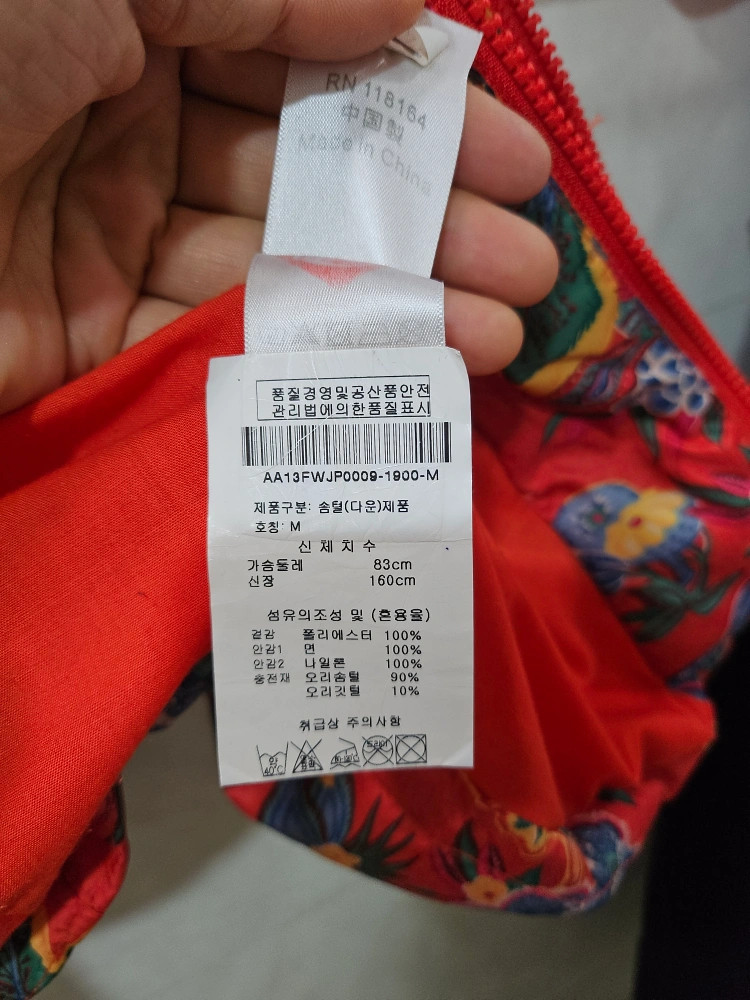 RN 118164
中国製
Made in China
품질경영및공산품안전
관리법에의한품질표시
AA13FWJP0009-1900-M
제품구분: 솜털(다운)제품
호칭: M
신체치수
가슴둘레 83cm
신장 160cm
섬유의조성 및 (혼용율)
겉감 폴리에스터 100%
안감1 면 100%
안감2 나일론 100%
충전재 오리솜털 90%
오리깃털 10%
취급상 주의사항
약 40°C
드라이